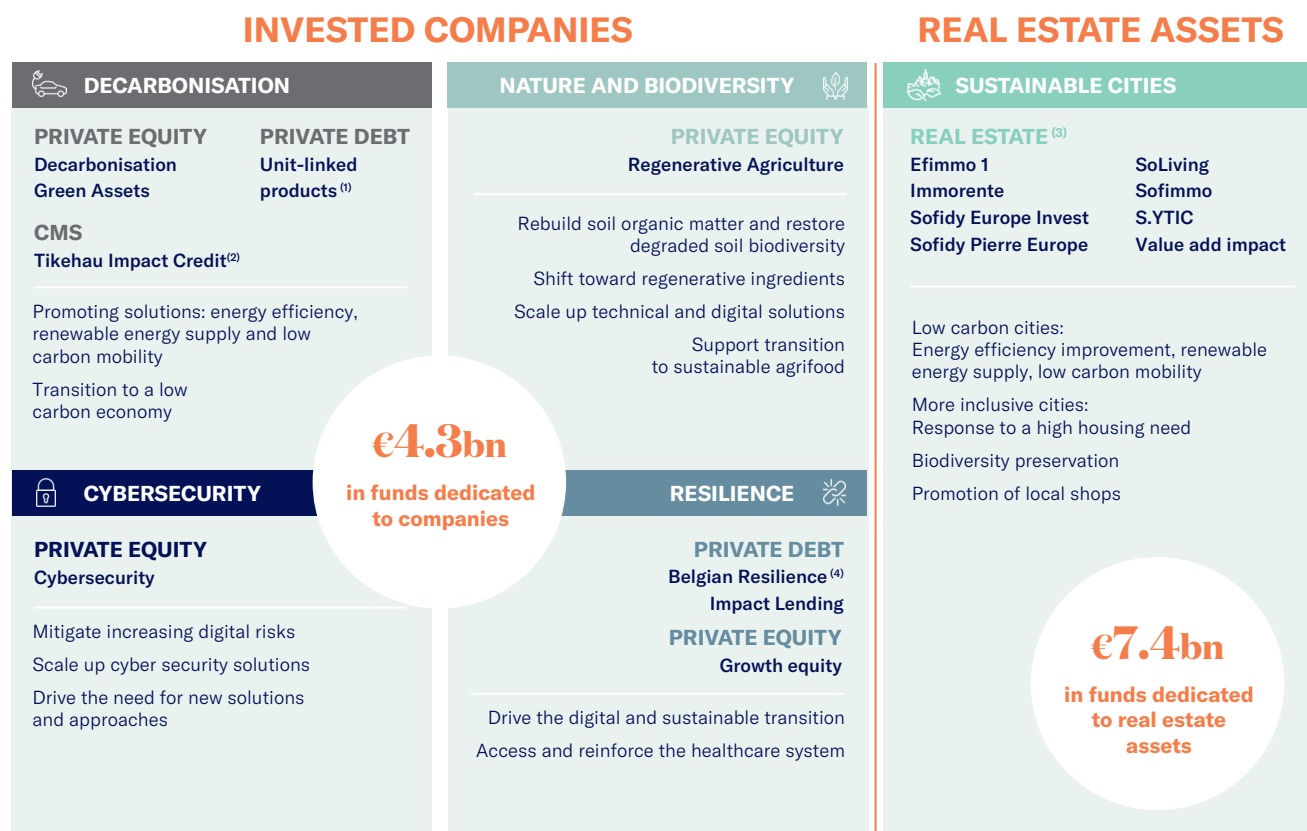 INVESTED COMPANIES
DECARBONISATION
PRIVATE EQUITY
Decarbonisation
Green Assets
PRIVATE DEBT
Unit-linked
products (1)
CMS
Tikehau Impact Credit(2)
Promoting solutions: energy efficiency,
renewable energy supply and low
carbon mobility
Transition to a low
carbon economy
NATURE AND BIODIVERSITY
PRIVATE EQUITY
Regenerative Agriculture
Rebuild soil organic matter and restore
degraded soil biodiversity
Shift toward regenerative ingredients
Scale up technical and digital solutions
Support transition
to sustainable agrifood
€4.3bn
in funds dedicated
to companies
CYBERSECURITY
PRIVATE EQUITY
Cybersecurity
Mitigate increasing digital risks
Scale up cyber security solutions
Drive the need for new solutions
and approaches
RESILIENCE
PRIVATE DEBT
Belgian Resilience (4)
Impact Lending
PRIVATE EQUITY
Growth equity
Drive the digital and sustainable transition
Access and reinforce the healthcare system
REAL ESTATE ASSETS
SUSTAINABLE CITIES
REAL ESTATE (3)
Efimmo 1
Immorente
Sofidy Europe Invest
Sofidy Pierre Europe
SoLiving
Sofimmo
S.YTIC
Value add impact
Low carbon cities:
Energy efficiency improvement, renewable
energy supply, low carbon mobility
More inclusive cities:
Response to a high housing need
Biodiversity preservation
Promotion of local shops
€7.4bn
in funds dedicated
to real estate
assets